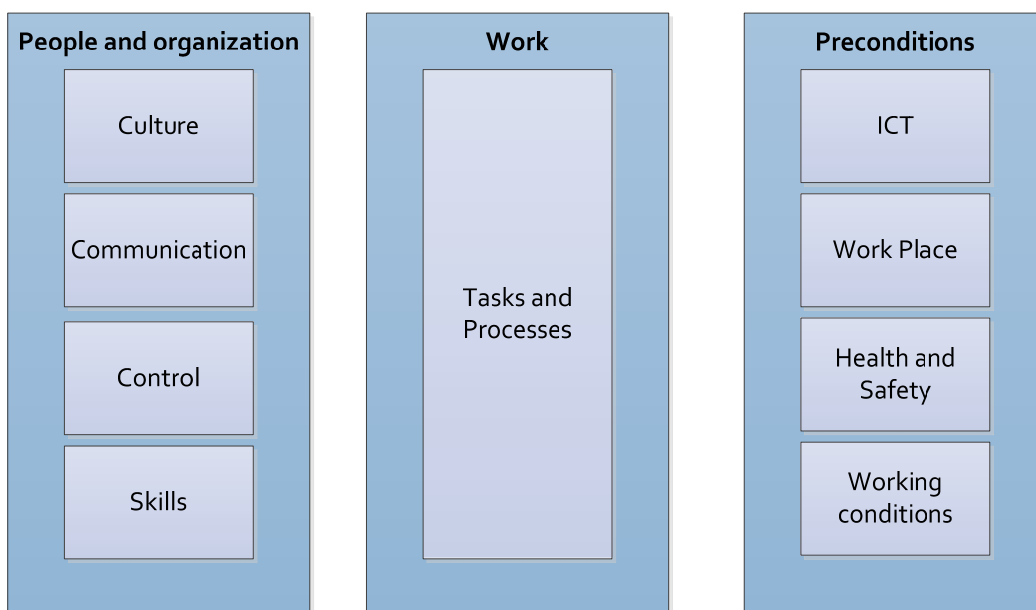 People and organization
Culture
Communication
Control
Skills
Work
Tasks and
Processes
Preconditions
ICT
Work Place
Health and
Safety
Working
conditions